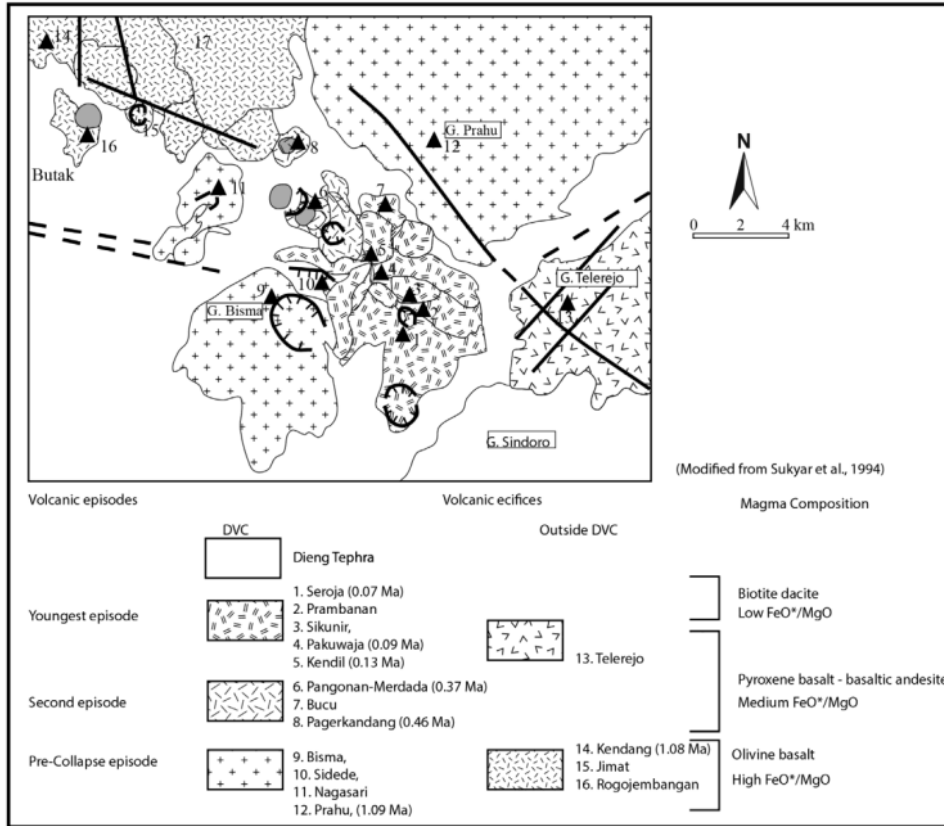 14
17
15
16
Butak
8
G. Prahu
12
11
6
7
5
4
10
9
G. Bisma
3
2
1
G. Telerejo
13
G. Sindoro
N
0 2 4 km
(Modified from Sukyar et al., 1994)
Volcanic episodes
Volcanic ecifices
Magma Composition
DVC
Outside DVC
Dieng Tephra
Youngest episode
1. Seroja (0.07 Ma)
2. Prambanan
3. Sikunir,
4. Pakuwaja (0.09 Ma)
5. Kendil (0.13 Ma)
13. Telerejo
Biotite dacite
Low FeO*/MgO
Second episode
6. Pangonan-Merdada (0.37 Ma)
7. Bucu
8. Pagerkandang (0.46 Ma)
Pyroxene basalt - basaltic andesite
Medium FeO*/MgO
Pre-Collapse episode
9. Bisma,
10. Sidede,
11. Nagasari
12. Prahu, (1.09 Ma)
14. Kendang (1.08 Ma)
15. Jimat
16. Rogojembangan
Olivine basalt
High FeO*/MgO